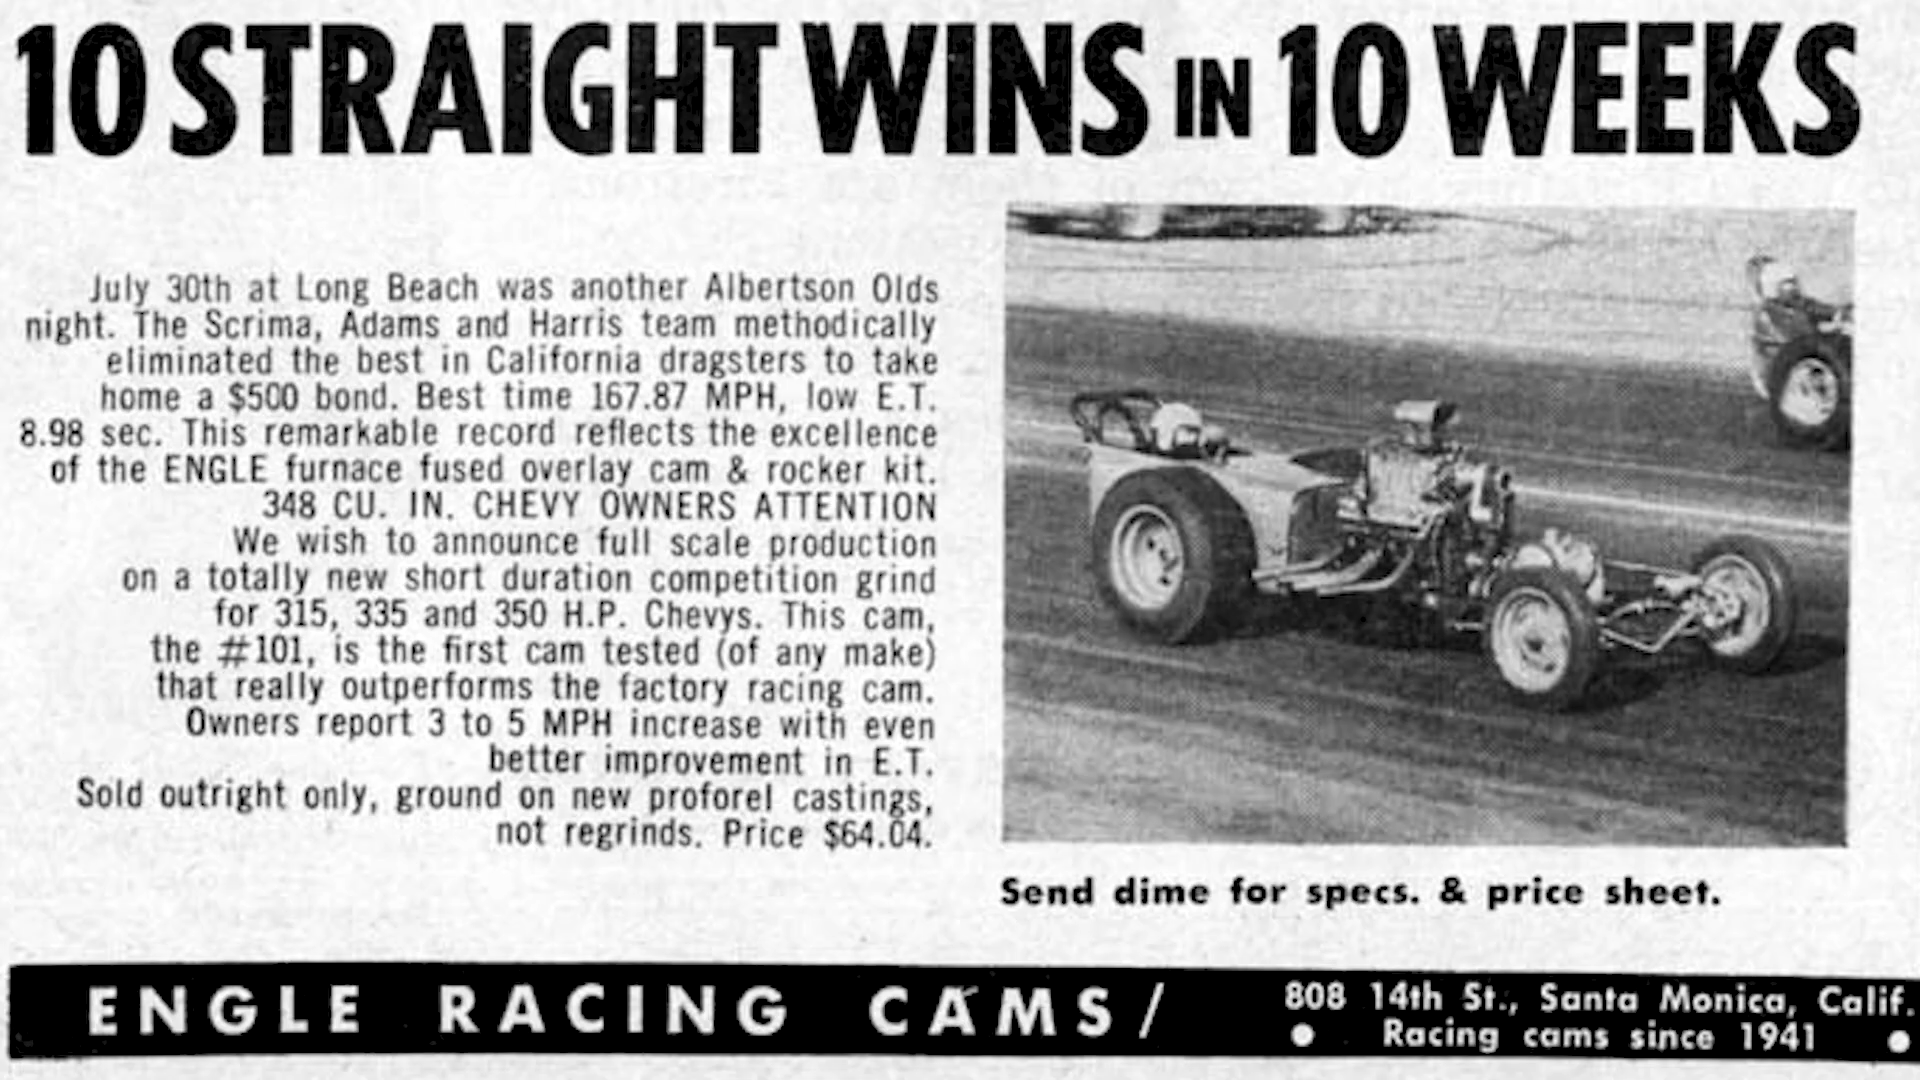 10 STRAIGHT WINS IN 10 WEEKS
July 30th at Long Beach was another Albertson Olds
night. The Scrima, Adams and Harris team methodically
eliminated the best in California dragsters to take
home a $500 bond. Best time 167.87 MPH, low E.T.
8.98 sec. This remarkable record reflects the excellence
of the ENGLE furnace fused overlay cam & rocker kit.
348 CU. IN. CHEVY OWNERS ATTENTION
We wish to announce full scale production
on a totally new short duration competition grind
for 315, 335 and 350 H.P. Chevys. This cam,
the #101, is the first cam tested (of any make)
that really outperforms the factory racing cam.
Owners report 3 to 5 MPH increase with even
better improvement in E.T.
Sold outright only, ground on new proforel castings,
not regrinds. Price $64.04.
Send dime for specs. & price sheet.
ENGLE RACING CAMS/
808 14th St., Santa Monica, Calif.
• Racing cams since 1941 •